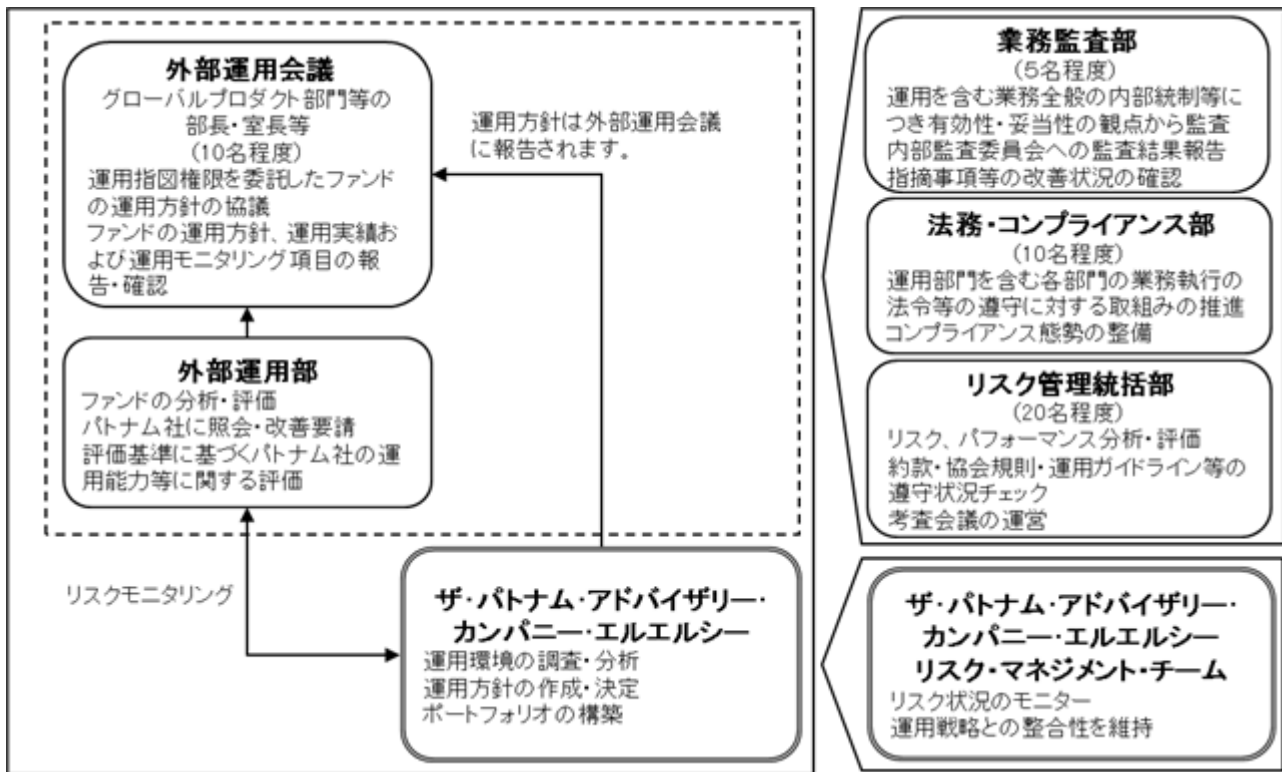 外部運用会議
グローバルプロダクト部門等の
部長・室長等
(10名程度)
運用指図権限を委託したファンド
の運用方針の協議
ファンドの運用方針、運用実績お
よび運用モニタリング項目の報
告・確認
運用方針は外部運用会議
に報告されます。
外部運用部
ファンドの分析・評価
パトナム社に照会・改善要請
評価基準に基づくパトナム社の運
用能力等に関する評価
リスクモニタリング
ザ・パトナム・アドバイザリー・
カンパニー・エルエルシー
運用環境の調査・分析
運用方針の作成・決定
ポートフォリオの構築
業務監査部
(5名程度)
運用を含む業務全般の内部統制等に
つき有効性・妥当性の観点から監査
内部監査委員会への監査結果報告
指摘事項等の改善状況の確認
法務・コンプライアンス部
(10名程度)
運用部門を含む各部門の業務執行の
法令等の遵守に対する取組みの推進
コンプライアンス態勢の整備
リスク管理統括部
(20名程度)
リスク、パフォーマンス分析・評価
約款・協会規則・運用ガイドライン等の
遵守状況チェック
考査会議の運営
ザ・パトナム・アドバイザリー・
カンパニー・エルエルシー
リスク・マネジメント・チーム
リスク状況のモニター
運用戦略との整合性を維持